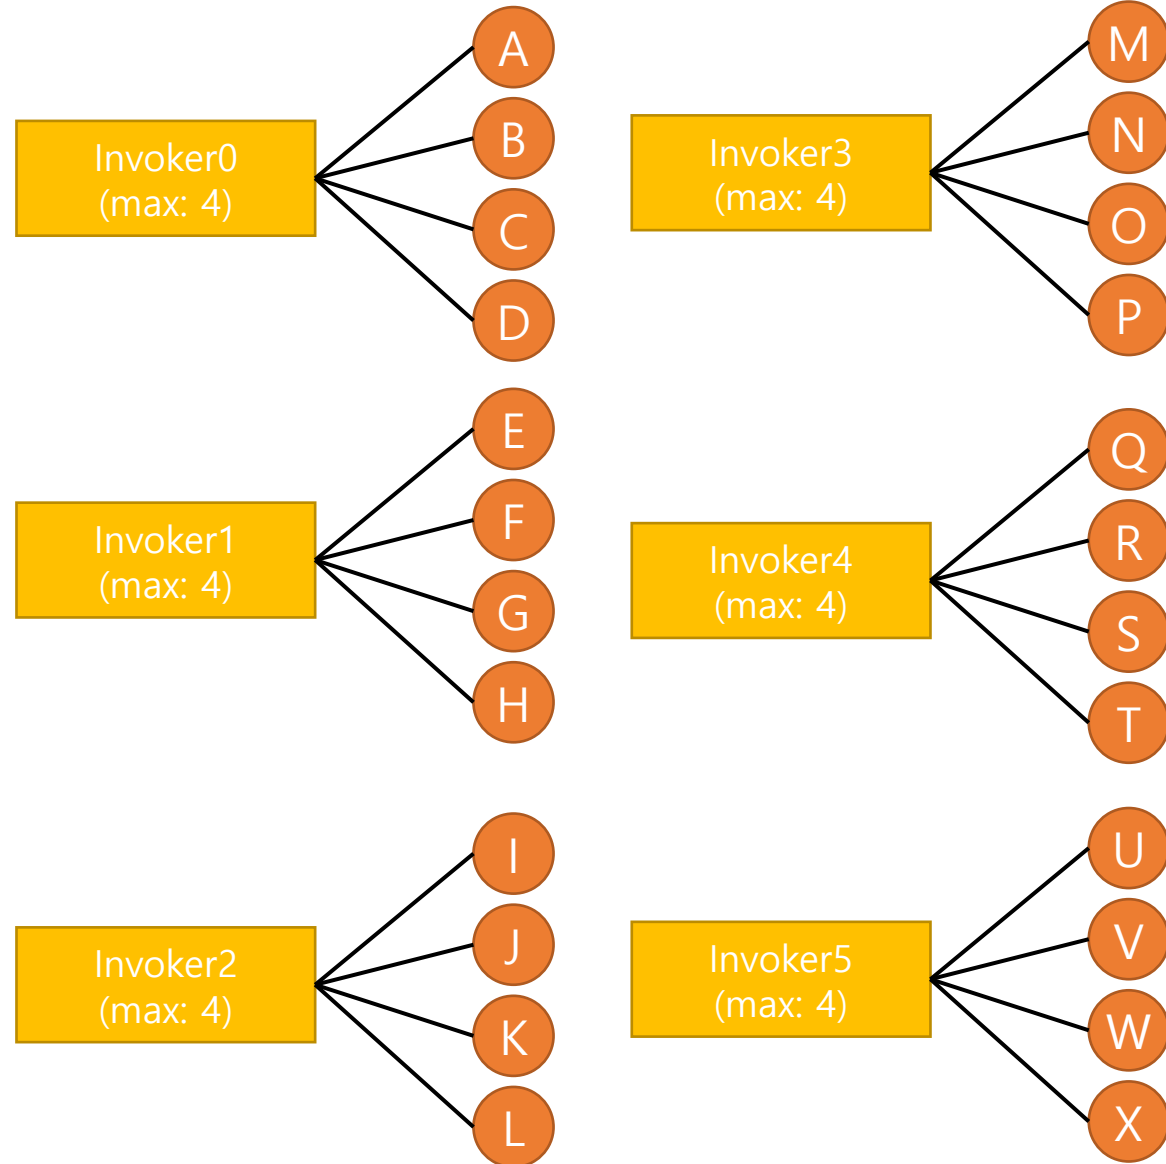 Invoker0
(max: 4)
A
B
C
D
Invoker1
(max: 4)
E
F
G
H
Invoker2
(max: 4)
I
J
K
L
Invoker3
(max: 4)
M
N
O
P
Invoker4
(max: 4)
Q
R
S
T
Invoker5
(max: 4)
U
V
W
X